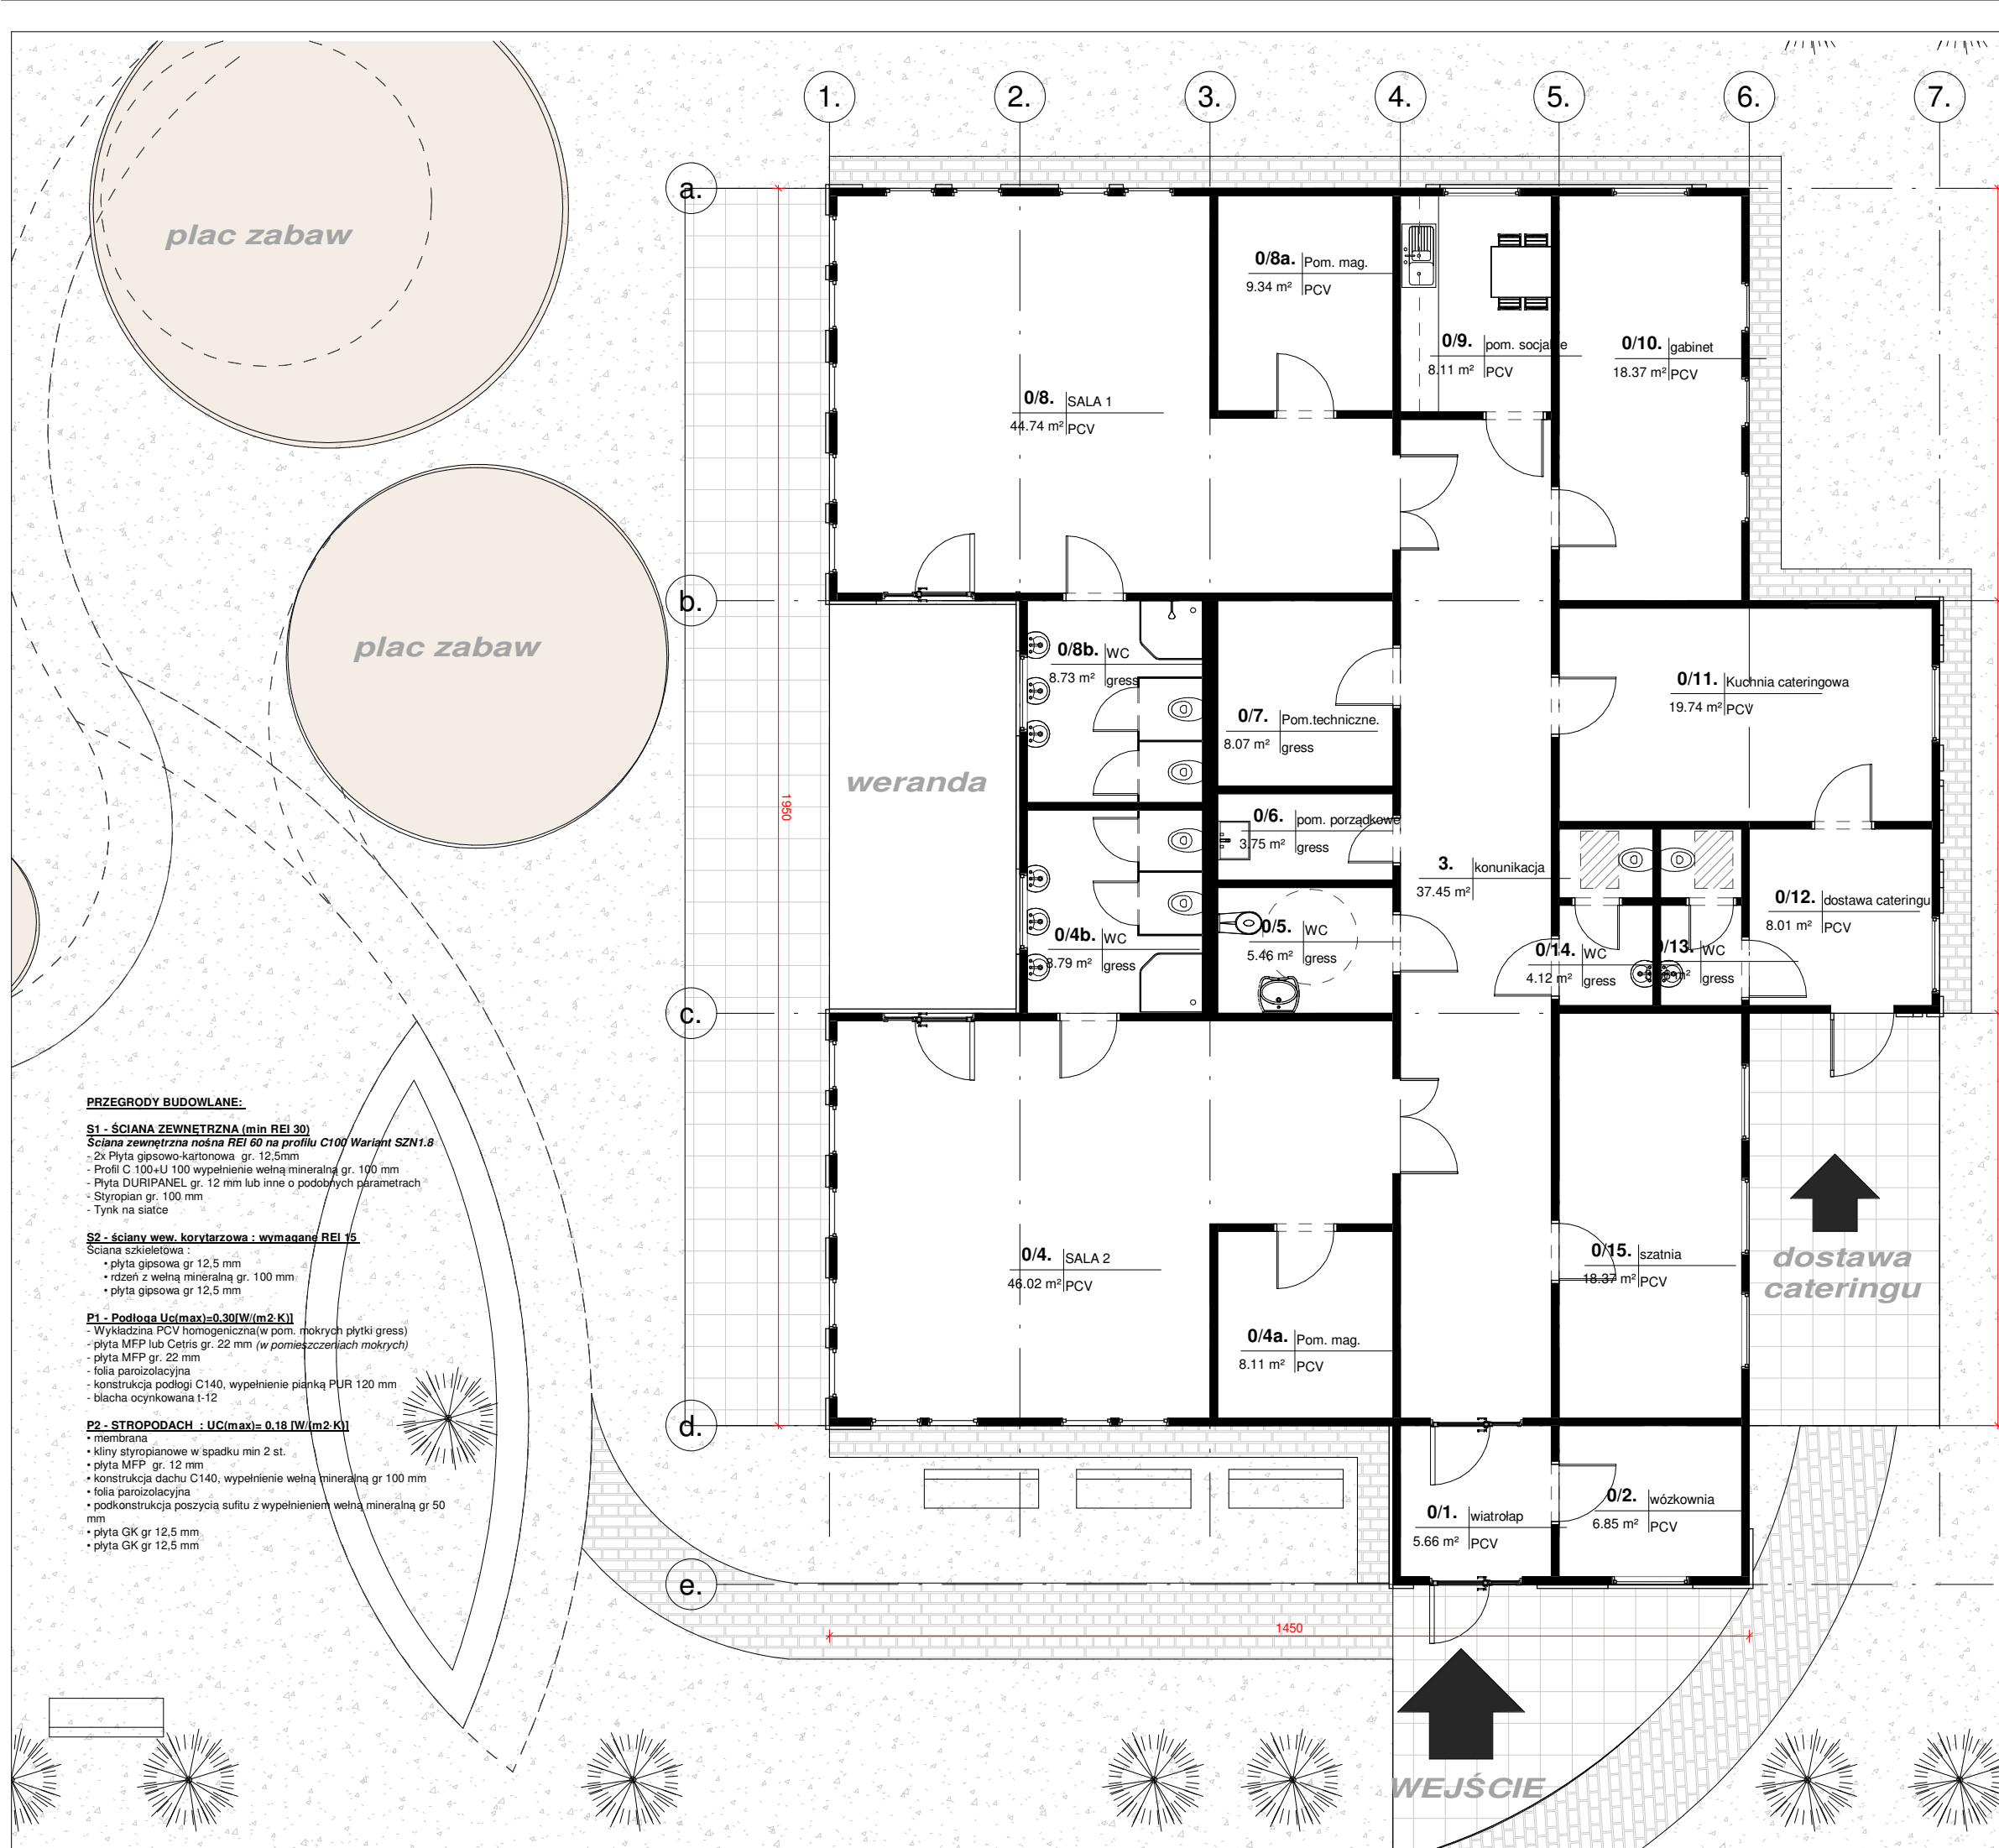 1. 2. 3. 4. 5. 6. 7.
a.
plac zabaw
0/8a. Pom. mag.
9.34 m² PCV
0/9. pom. socjalne
8.11 m² PCV
0/10. gabinet
18.37 m² PCV
0/8. SALA 1
44.74 m² PCV
b.
plac zabaw
0/8b. WC
8.73 m² gress
0/7. Pom.techniczne.
8.07 m² gress
0/11. Kuchnia cateringowa
19.74 m² PCV
weranda
1950
0/6. pom. porządkowe
3.75 m² gress
3. konunikacja
37.45 m²
0/12. dostawa cateringu
8.01 m² PCV
0/4b. WC
8.79 m² gress
0/5. WC
5.46 m² gress
0/14. WC
4.12 m² gress
0/13. WC
m² gress
c.
PRZEGRODY BUDOWLANE:
S1 - ŚCIANA ZEWNĘTRZNA (min REI 30)
Ściana zewnętrzna nośna REI 60 na profilu C100 Wariant SZN1.8
- 2x Płyta gipsowo-kartonowa gr. 12,5mm
- Profil C 100+U 100 wypełnienie wełną mineralną gr. 100 mm
- Płyta DURIPANEL gr. 12 mm lub inne o podobnych parametrach
- Styropian gr. 100 mm
- Tynk na siatce
S2 - ściany wew. korytarzowa : wymagane REI 15
Ściana szkieletowa :
• płyta gipsowa gr 12,5 mm
• rdzeń z wełną mineralną gr. 100 mm
• płyta gipsowa gr 12,5 mm
P1 - Podłoga Uc(max)=0.30[W/(m2·K)]
- Wykładzina PCV homogeniczna(w pom. mokrych płytki gress)
- płyta MFP lub Cetris gr. 22 mm (w pomieszczeniach mokrych)
- płyta MFP gr. 22 mm
- folia paroizolacyjna
- konstrukcja podłogi C140, wypełnienie pianką PUR 120 mm
- blacha ocynkowana t-12
P2 - STROPODACH : UC(max)= 0,18 [W/(m2·K)]
• membrana
• kliny styropianowe w spadku min 2 st.
• płyta MFP gr. 12 mm
• konstrukcja dachu C140, wypełnienie wełną mineralną gr 100 mm
• folia paroizolacyjna
• podkonstrukcja poszycia sufitu z wypełnieniem wełną mineralną gr 50
mm
• płyta GK gr 12,5 mm
• płyta GK gr 12,5 mm
0/4. SALA 2
46.02 m² PCV
0/15. szatnia
18.37 m² PCV
dostawa
cateringu
0/4a. Pom. mag.
8.11 m² PCV
d.
0/1. wiatrołap
5.66 m² PCV
0/2. wózkownia
6.85 m² PCV
e.
1450
WEJŚCIE